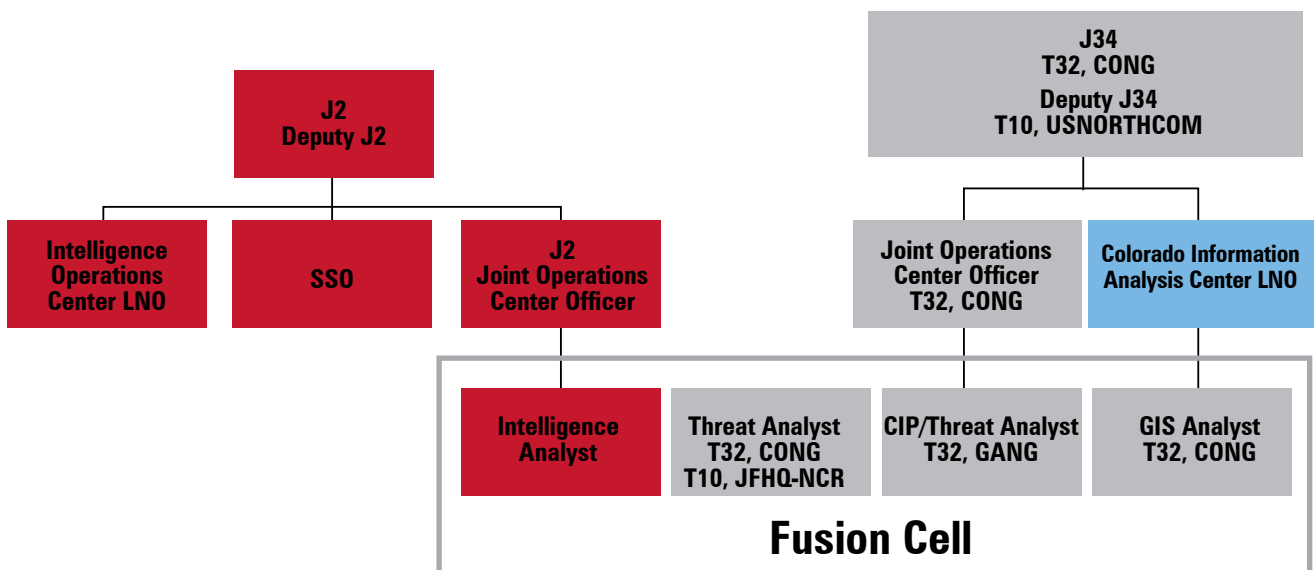 J2
Deputy J2
J34
T32, CONG
Deputy J34
T10, USNORTHCOM
Intelligence
Operations
Center LNO
SSO
J2
Joint Operations
Center Officer
Joint Operations
Center Officer
T32, CONG
Colorado Information
Analysis Center LNO
Intelligence
Analyst
Threat Analyst
T32, CONG
T10, JFHQ-NCR
CIP/Threat Analyst
T32, GANG
GIS Analyst
T32, CONG
Fusion Cell